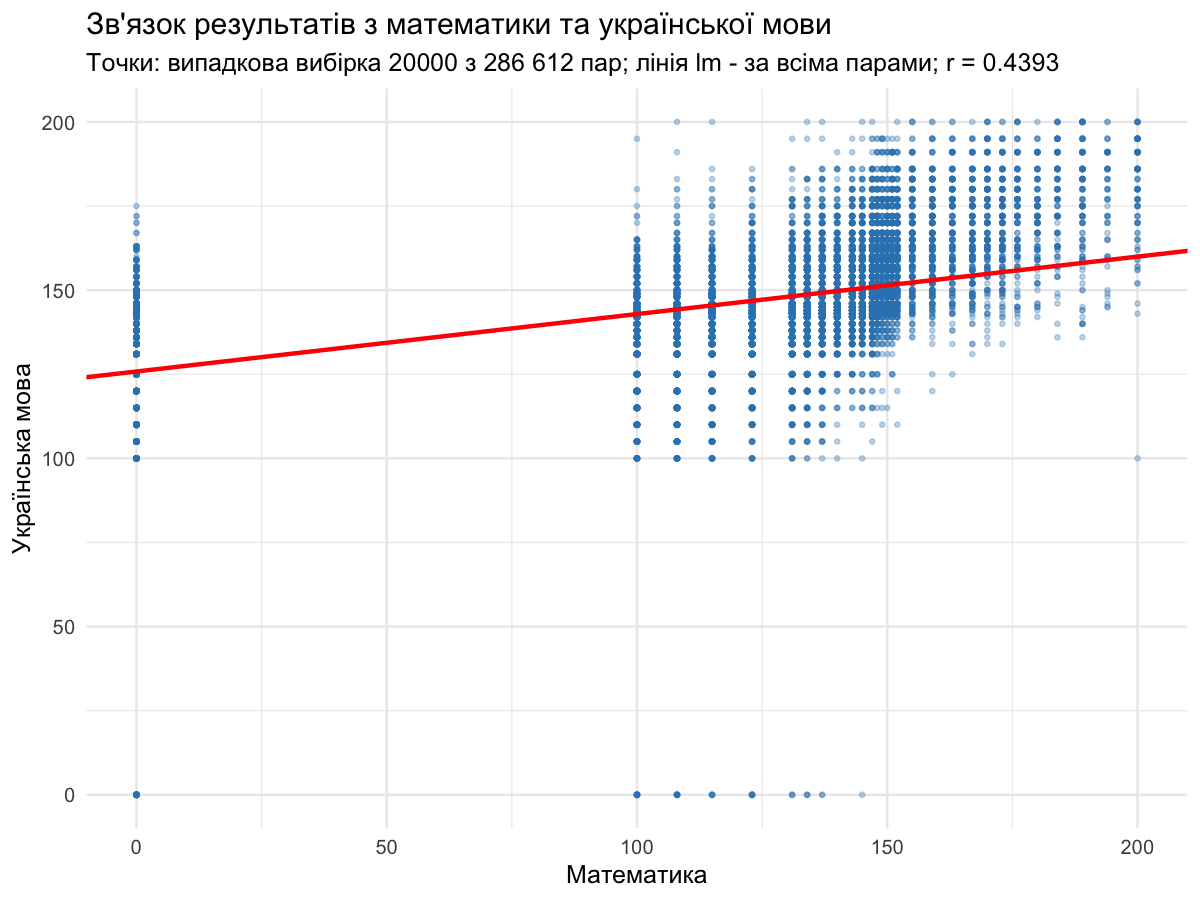 Зв'язок результатів з математики та української мови
Точки: випадкова вибірка 20000 з 286 612 пар; лінія lm - за всіма парами; r = 0.4393
200
150
100
50
0
Українська мова
0 50 100 150 200
Математика